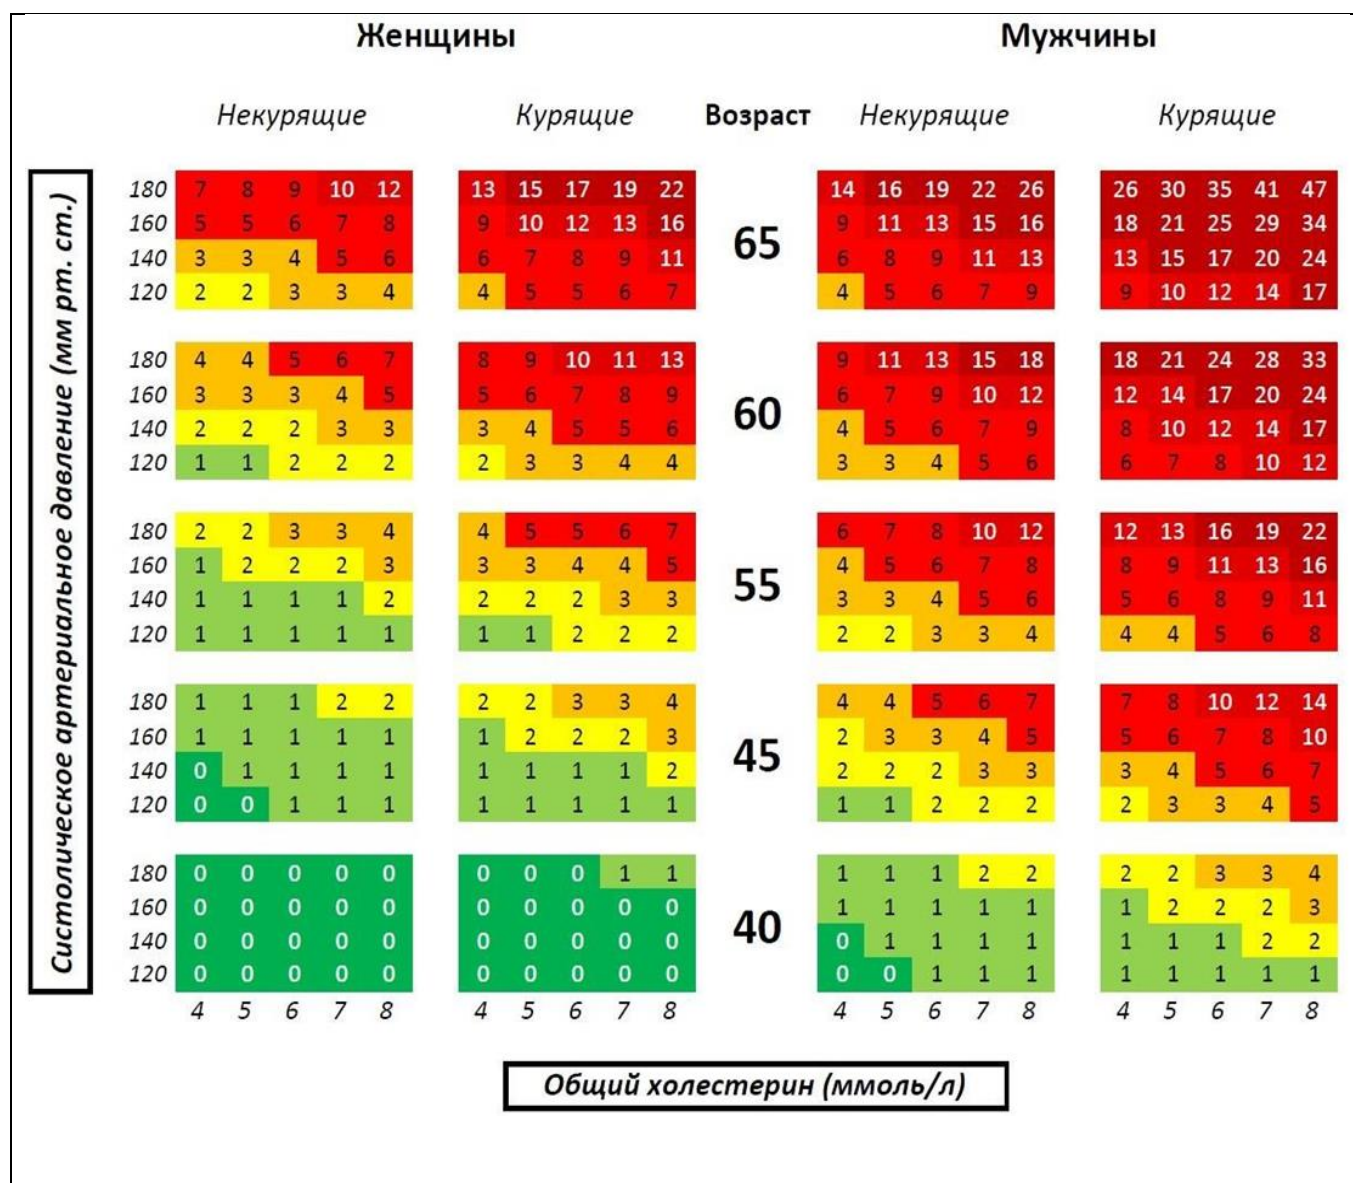 Женщины Мужчины
Некурящие Курящие Возраст Некурящие Курящие
Систолическое артериальное давление (мм рт. ст.)
180 7 8 9 10 12 13 15 17 19 22 14 16 19 22 26 26 30 35 41 47
160 5 5 6 7 8 9 10 12 13 16 9 11 13 15 16 18 21 25 29 34
65
140 3 3 4 5 6 6 7 8 9 11 6 8 9 11 13 13 15 17 20 24
120 2 2 3 3 4 4 5 5 6 7 4 5 6 7 9 9 10 12 14 17
180 4 4 5 6 7 8 9 10 11 13 9 11 13 15 18 18 21 24 28 33
160 3 3 3 4 5 5 6 7 8 9 6 7 9 10 12 12 14 17 20 24
60
140 2 2 2 3 3 3 4 5 5 6 4 5 6 7 9 8 10 12 14 17
120 1 1 2 2 2 2 3 3 4 4 3 3 4 5 6 6 7 8 10 12
180 2 2 3 3 4 4 5 5 6 7 6 7 8 10 12 12 13 16 19 22
160 1 2 2 2 3 3 3 4 4 5 4 5 6 7 8 8 9 11 13 16
55
140 1 1 1 1 2 2 2 2 3 3 3 3 4 5 6 5 6 8 9 11
120 1 1 1 1 1 1 1 2 2 2 2 2 3 3 4 4 4 5 6 8
180 1 1 1 2 2 2 2 3 3 4 4 4 5 6 7 7 8 10 12 14
160 1 1 1 1 1 1 2 2 2 3 2 3 3 4 5 5 6 7 8 10
45
140 0 1 1 1 1 1 1 1 1 2 2 2 2 3 3 3 4 5 6 7
120 0 0 1 1 1 1 1 1 1 1 1 1 2 2 2 2 3 3 4 5
180 0 0 0 0 0 0 0 0 1 1 1 1 1 2 2 2 2 3 3 4
160 0 0 0 0 0 0 0 0 0 0 1 1 1 1 1 1 2 2 2 3
40
140 0 0 0 0 0 0 0 0 0 0 0 1 1 1 1 1 1 1 2 2
120 0 0 0 0 0 0 0 0 0 0 0 0 1 1 1 1 1 1 1 1
4 5 6 7 8 4 5 6 7 8 4 5 6 7 8 4 5 6 7 8
Общий холестерин (ммоль/л)